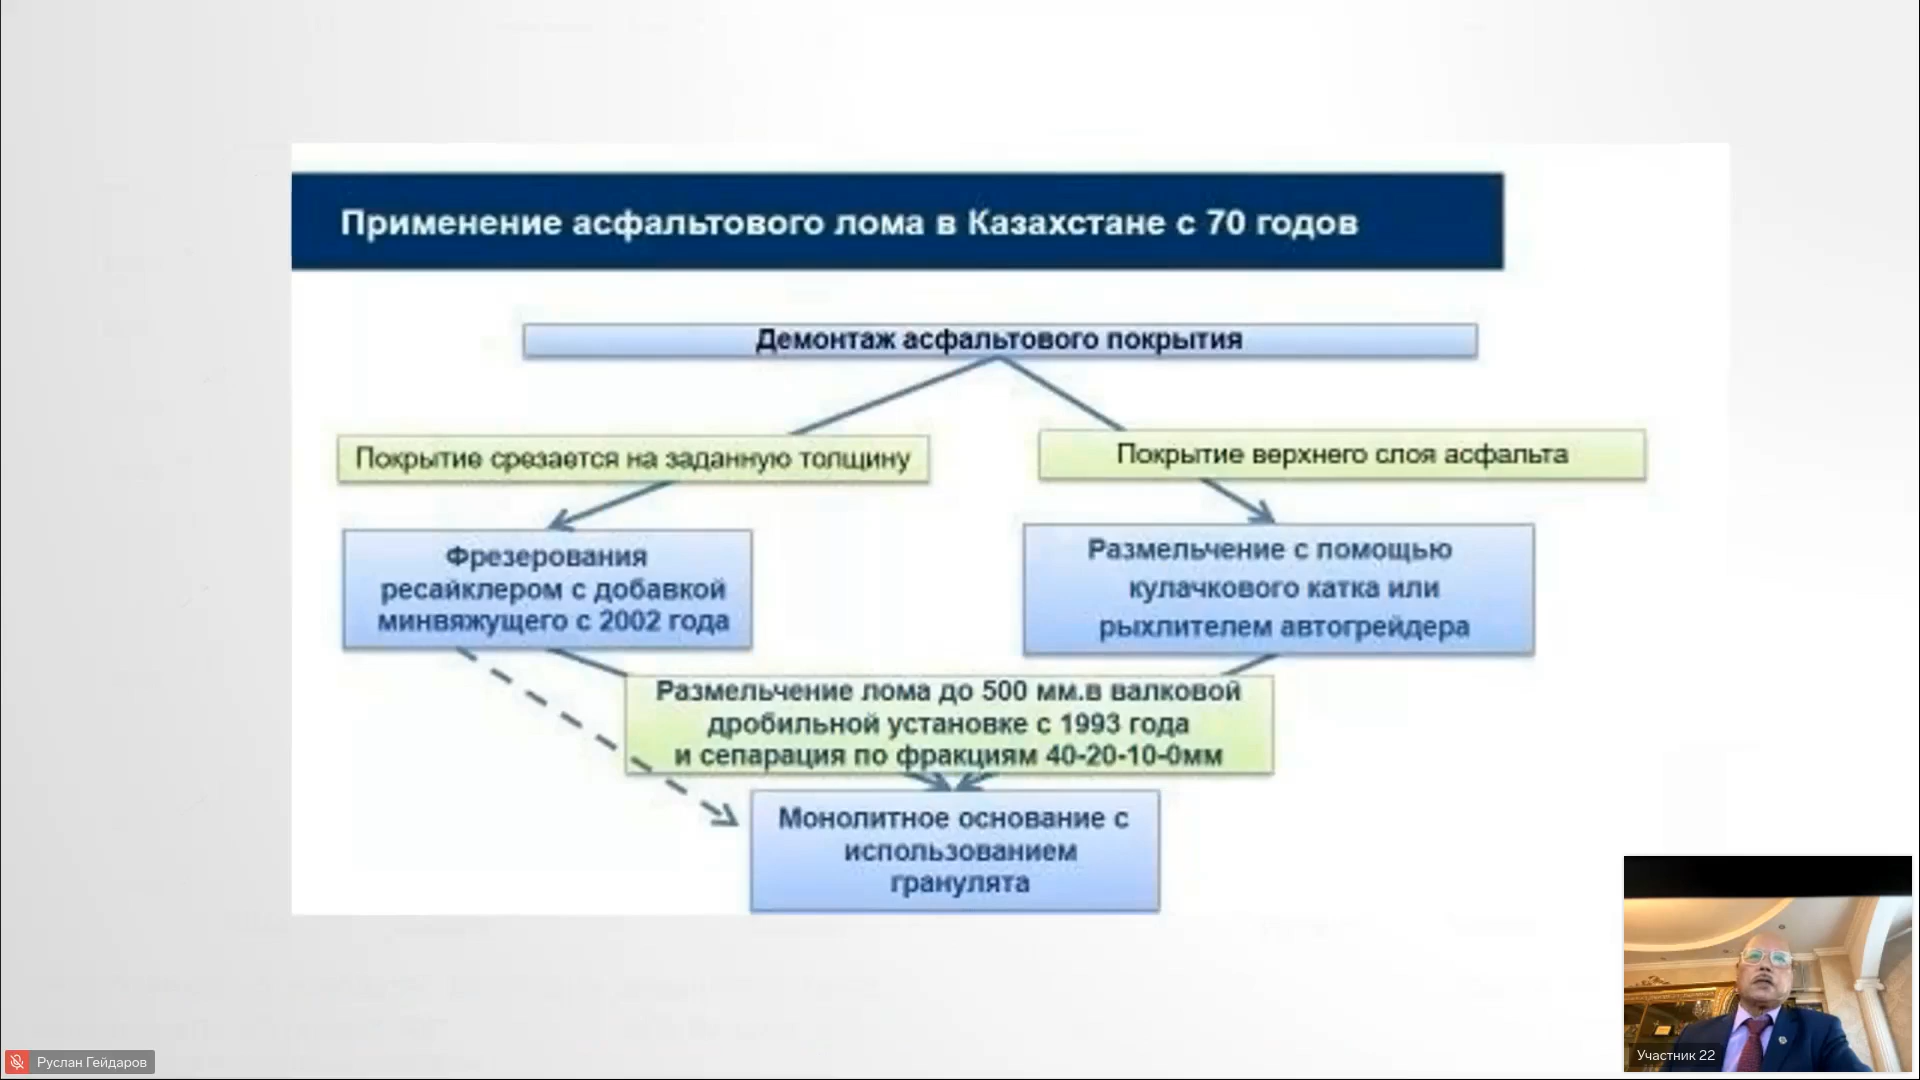 Применение асфальтового лома в Казахстане с 70 годов
Демонтаж асфальтового покрытия
Покрытие срезается на заданную толщину
Покрытие верхнего слоя асфальта
Фрезерования
ресайклером с добавкой
минвяжущего с 2002 года
Размельчение с помощью
кулачкового катка или
рыхлителем автогрейдера
Размельчение лома до 500 мм.в валковой
дробильной установке с 1993 года
и сепарация по фракциям 40-20-10-0мм
Монолитное основание с
использованием
гранулята
Руслан Гейдаров
Участник 22